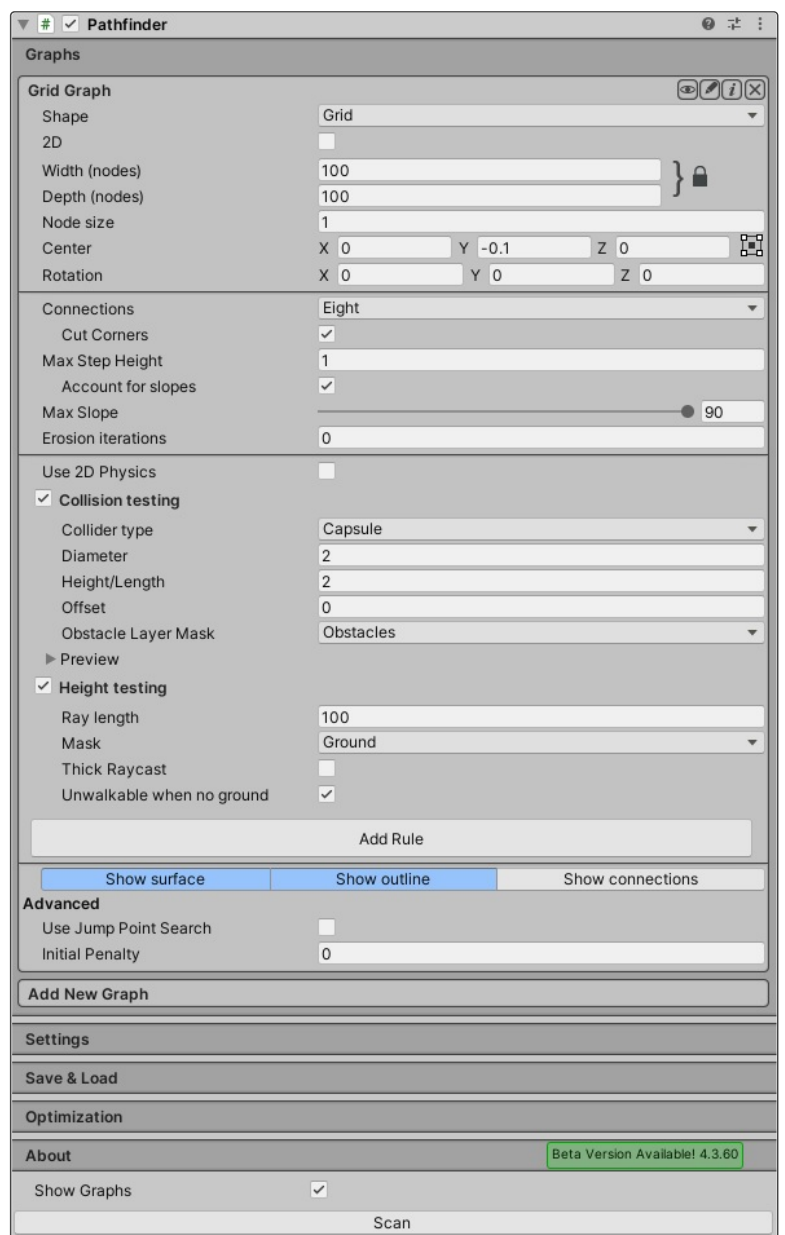 # Pathfinder
Graphs
Grid Graph
Shape Grid
2D
Width (nodes) 100
Depth (nodes) 100
Node size 1
Center X 0 Y -0.1 Z 0
Rotation X 0 Y 0 Z 0
Connections Eight
Cut Corners
Max Step Height 1
Account for slopes
Max Slope 90
Erosion iterations 0
Use 2D Physics
Collision testing
Collider type Capsule
Diameter 2
Height/Length 2
Offset 0
Obstacle Layer Mask Obstacles
Preview
Height testing
Ray length 100
Mask Ground
Thick Raycast
Unwalkable when no ground
Add Rule
Show surface Show outline Show connections
Advanced
Use Jump Point Search
Initial Penalty 0
Add New Graph
Settings
Save & Load
Optimization
About Beta Version Available! 4.3.60
Show Graphs
Scan